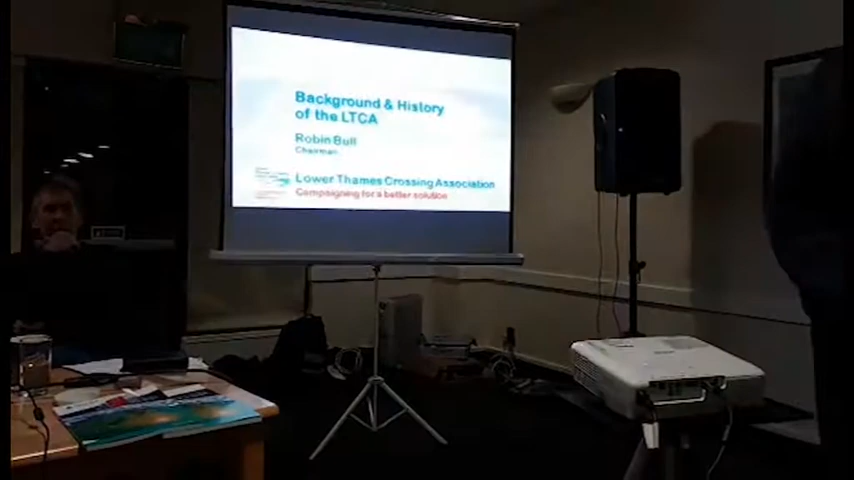 Background & History
of the LTCA
Robin Bull
Chairman
Lower Thames Crossing Association
Campaigning for a better solution